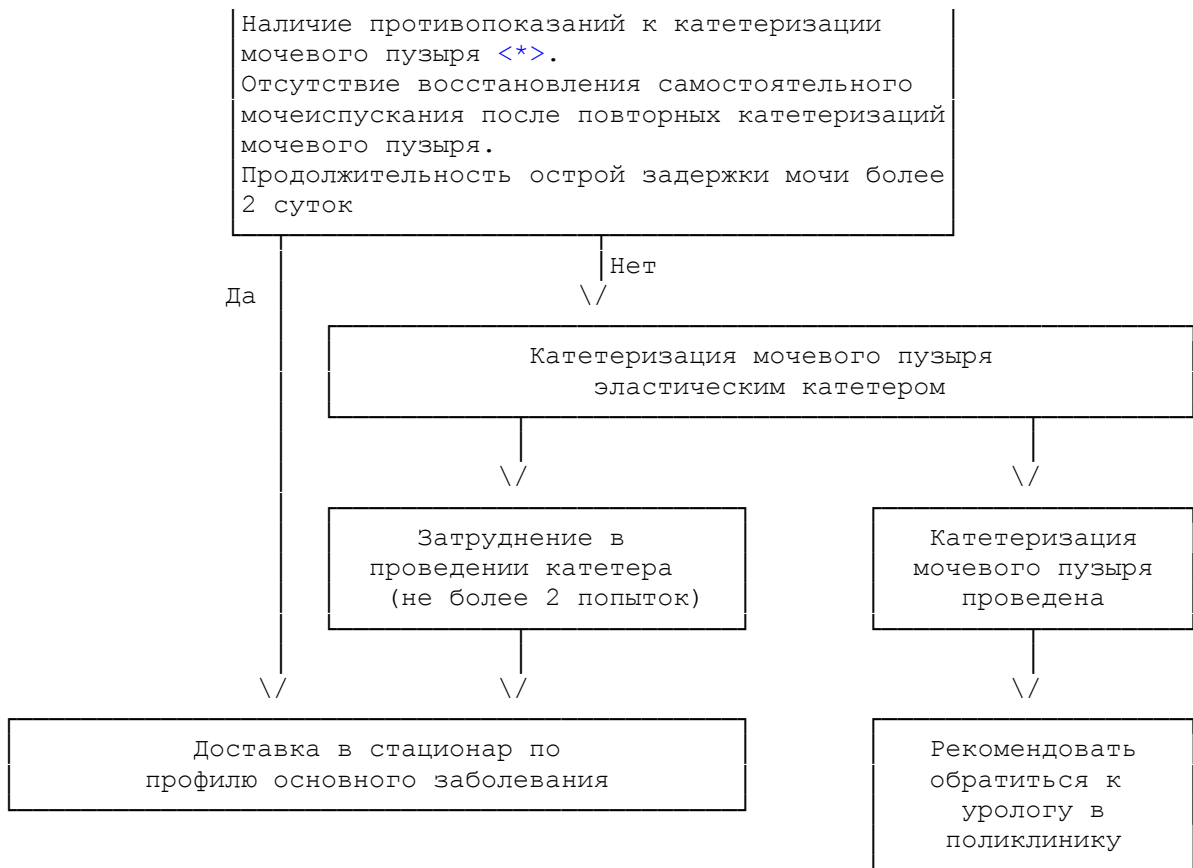 Наличие противопоказаний к катетеризации
мочевого пузыря <*>.
Отсутствие восстановления самостоятельного
мочеиспускания после повторных катетеризаций
мочевого пузыря.
Продолжительность острой задержки мочи более
2 суток
Нет
Да
\/
Катетеризация мочевого пузыря
эластическим катетером
\/ \/
Затруднение в
проведении катетера
(не более 2 попыток)
Катетеризация
мочевого пузыря
проведена
\/ \/ \/
Доставка в стационар по
профилю основного заболевания
Рекомендовать
обратиться к
урологу в
поликлинику